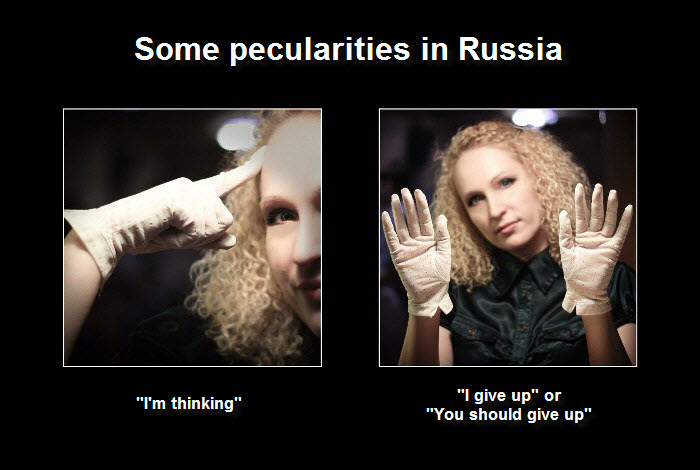 Some pecularities in Russia
"I'm thinking"
"I give up" or
"You should give up"